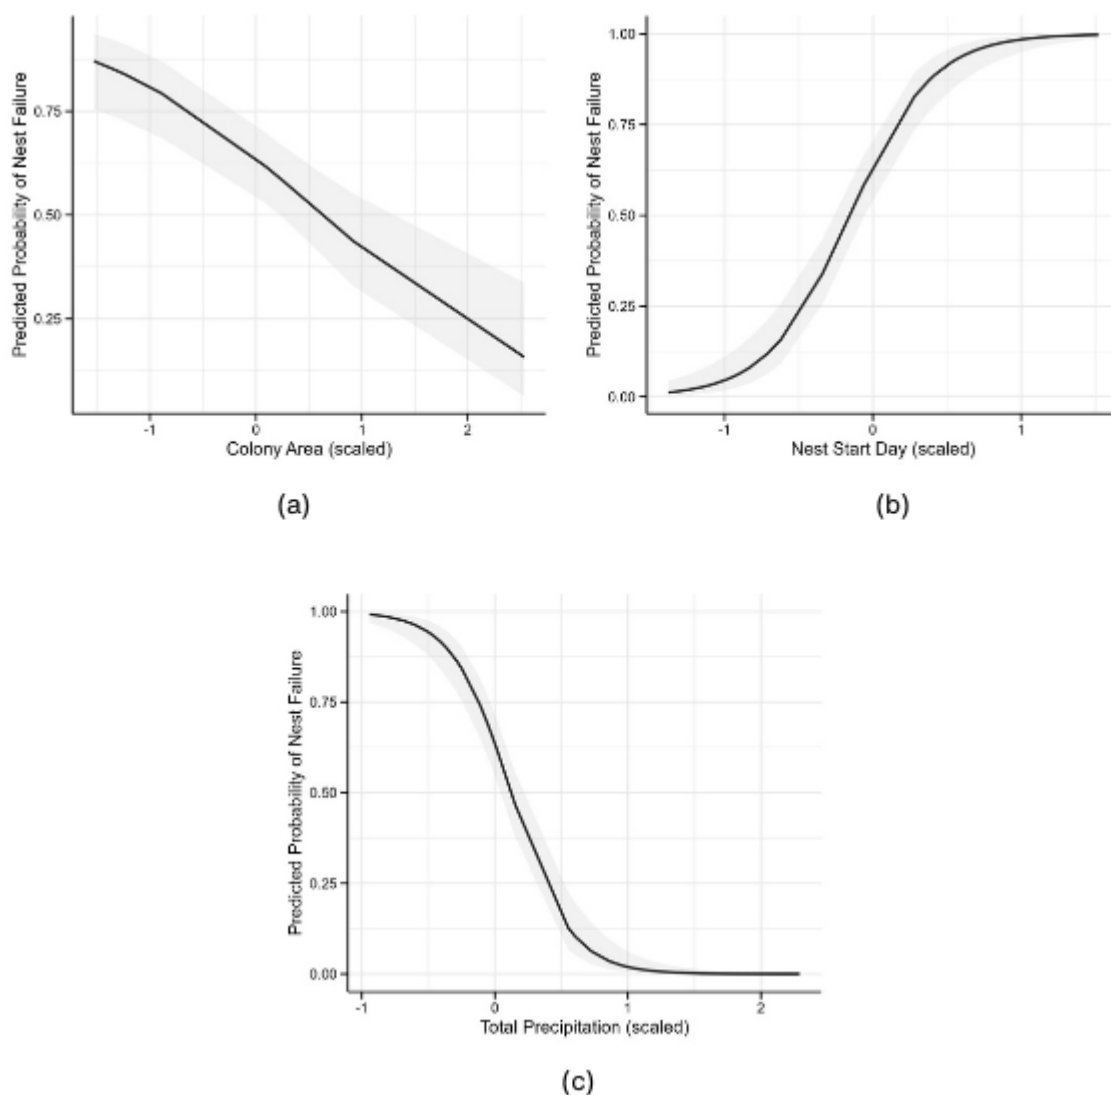 Predicted Probability of Nest Failure
0.75
0.50
0.25
-1 0 1 2
Colony Area (scaled)
(a)
Predicted Probability of Nest Failure
1.00
0.75
0.50
0.25
0.00
-1 0 1
Nest Start Day (scaled)
(b)
Predicted Probability of Nest Failure
1.00
0.75
0.50
0.25
0.00
-1 0 1 2
Total Precipitation (scaled)
(c)